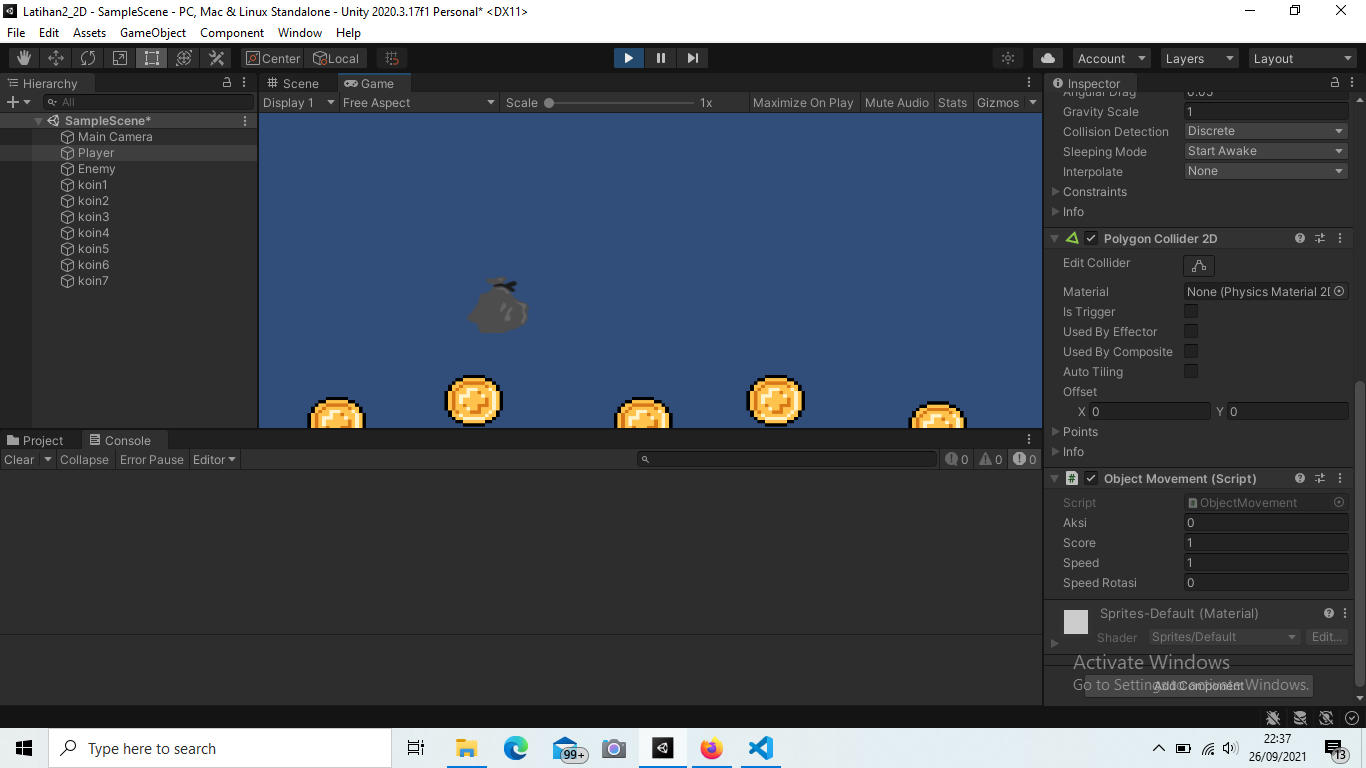 Latihan2_2D - SampleScene - PC, Mac & Linux Standalone - Unity 2020.3.17f1 Personal* <DX11>
File Edit Assets GameObject Component Window Help
Center Local Account Layers Layout
Hierarchy
All
SampleScene*
Main Camera
Player
Enemy
koin1
koin2
koin3
koin4
koin5
koin6
koin7
Scene Game
Display 1 Free Aspect Scale 1x Maximize On Play Mute Audio Stats Gizmos
Inspector
Angular Drag 0.05
Gravity Scale 1
Collision Detection Discrete
Sleeping Mode Start Awake
Interpolate None
Constraints
Info
Polygon Collider 2D
Edit Collider
Material None (Physics Material 2D
Is Trigger
Used By Effector
Used By Composite
Auto Tiling
Offset
X 0 Y 0
Points
Info
Object Movement (Script)
Script ObjectMovement
Aksi 0
Score 1
Speed 1
Speed Rotasi 0
Sprites-Default (Material)
Shader Sprites/Default Edit...
Add Component
Activate Windows
Go to Settings to activate Windows.
Project Console
Clear Collapse Error Pause Editor 0 0 0
Type here to search
99+
22:37
26/09/2021
13